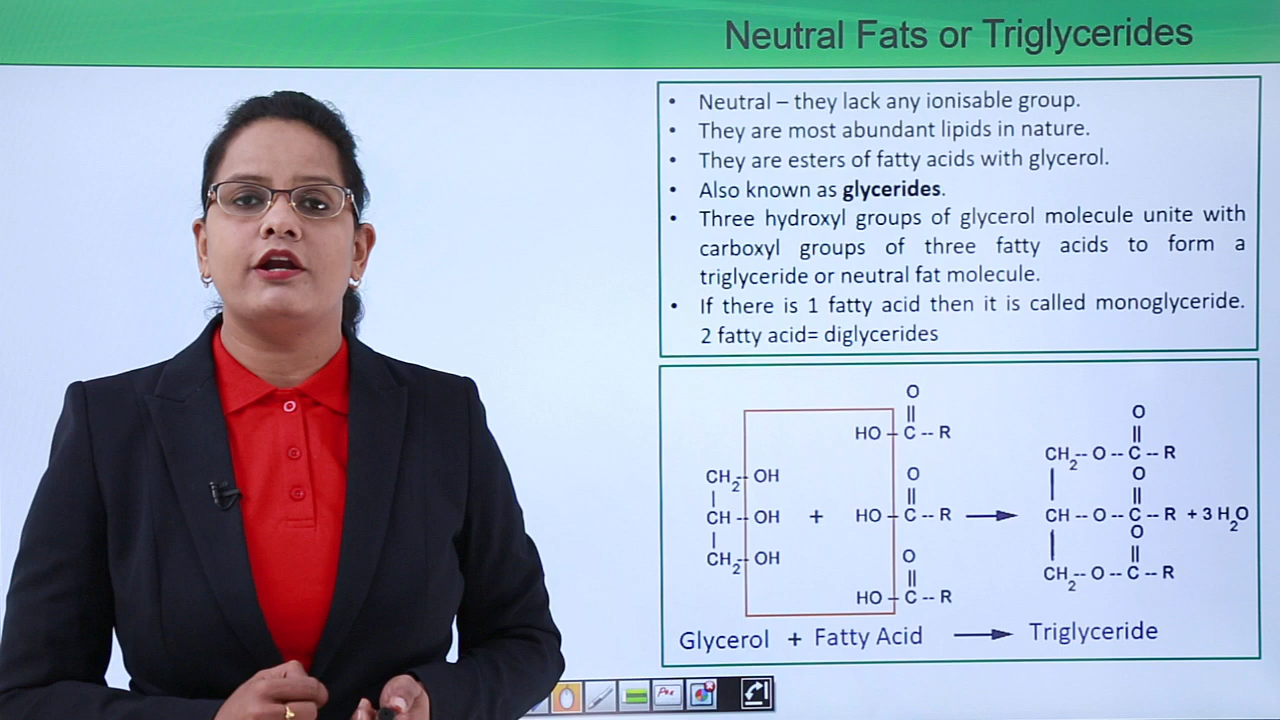 Neutral Fats or Triglycerides
• Neutral – they lack any ionisable group.
• They are most abundant lipids in nature.
• They are esters of fatty acids with glycerol.
• Also known as glycerides.
• Three hydroxyl groups of glycerol molecule unite with
carboxyl groups of three fatty acids to form a
triglyceride or neutral fat molecule.
• If there is 1 fatty acid then it is called monoglyceride.
2 fatty acid= diglycerides
O
||
HO – C -- R
CH2-- OH
|
CH -- OH
|
CH2-- OH
+
O
||
HO – C -- R
O
||
HO – C -- R
O
||
CH2-- O -- C -- R
|
O
||
CH -- O -- C -- R + 3 H2O
|
O
||
CH2-- O -- C -- R
Glycerol + Fatty Acid → Triglyceride